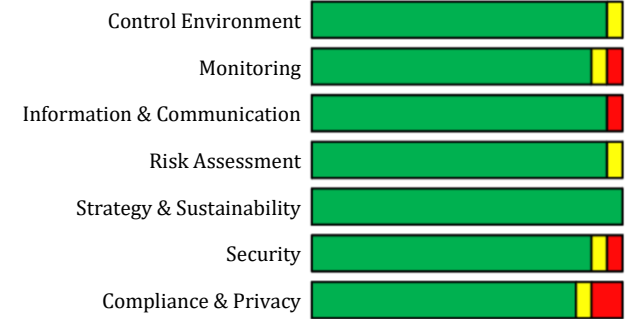 Control Environment
Monitoring
Information & Communication
Risk Assessment
Strategy & Sustainability
Security
Compliance & Privacy